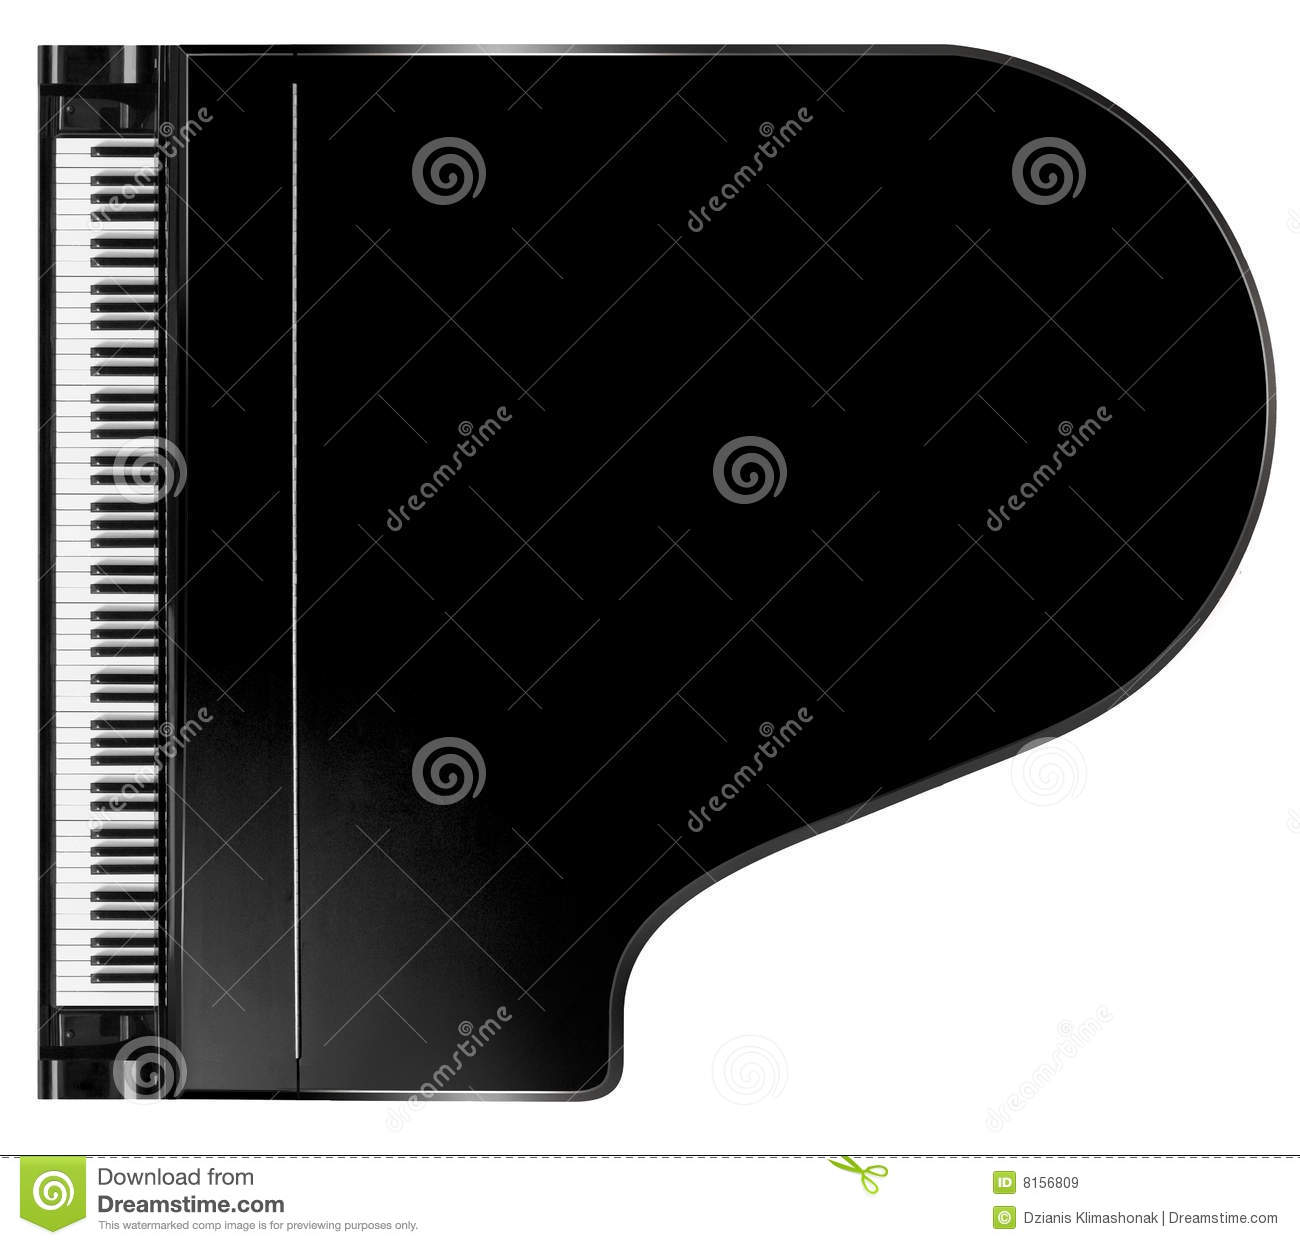 dreamstime
dreamstime
dreamstime
dreamstime
dreamstime
dreamstime
dreamstime
dreamstime
Download from
Dreamstime.com
This watermarked comp image is for previewing purposes only.
ID 8156809
© Dzianis Klimashonak | Dreamstime.com